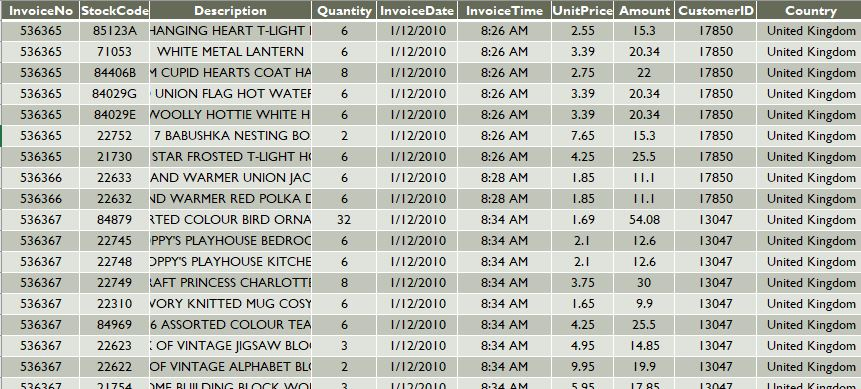 InvoiceNo StockCode Description Quantity InvoiceDate InvoiceTime UnitPrice Amount CustomerID Country
536365 85123A HANGING HEART T-LIGHT 6 1/12/2010 8:26 AM 2.55 15.3 17850 United Kingdom
536365 71053 WHITE METAL LANTERN 6 1/12/2010 8:26 AM 3.39 20.34 17850 United Kingdom
536365 84406B CUPID HEARTS COAT HA 8 1/12/2010 8:26 AM 2.75 22 17850 United Kingdom
536365 84029G UNION FLAG HOT WATER 6 1/12/2010 8:26 AM 3.39 20.34 17850 United Kingdom
536365 84029E WOOLLY HOTTIE WHITE H 6 1/12/2010 8:26 AM 3.39 20.34 17850 United Kingdom
536365 22752 7 BABUSHKA NESTING BO 2 1/12/2010 8:26 AM 7.65 15.3 17850 United Kingdom
536365 21730 STAR FROSTED T-LIGHT HO 6 1/12/2010 8:26 AM 4.25 25.5 17850 United Kingdom
536366 22633 AND WARMER UNION JAC 6 1/12/2010 8:28 AM 1.85 11.1 17850 United Kingdom
536366 22632 ND WARMER RED POLKA D 6 1/12/2010 8:28 AM 1.85 11.1 17850 United Kingdom
536367 84879 RTED COLOUR BIRD ORNA 32 1/12/2010 8:34 AM 1.69 54.08 13047 United Kingdom
536367 22745 OPPY'S PLAYHOUSE BEDROO 6 1/12/2010 8:34 AM 2.1 12.6 13047 United Kingdom
536367 22748 OPPY'S PLAYHOUSE KITCHE 6 1/12/2010 8:34 AM 2.1 12.6 13047 United Kingdom
536367 22749 RAFT PRINCESS CHARLOTTE 8 1/12/2010 8:34 AM 3.75 30 13047 United Kingdom
536367 22310 VORY KNITTED MUG COSY 6 1/12/2010 8:34 AM 1.65 9.9 13047 United Kingdom
536367 84969 6 ASSORTED COLOUR TEA 6 1/12/2010 8:34 AM 4.25 25.5 13047 United Kingdom
536367 22623 OF VINTAGE JIGSAW BLO 3 1/12/2010 8:34 AM 4.95 14.85 13047 United Kingdom
536367 22622 OF VINTAGE ALPHABET BL 2 1/12/2010 8:34 AM 9.95 19.9 13047 United Kingdom
536367 21754 OME BUILDING BLOCK WO 3 1/12/2010 8:34 AM 5.95 17.85 13047 United Kingdom